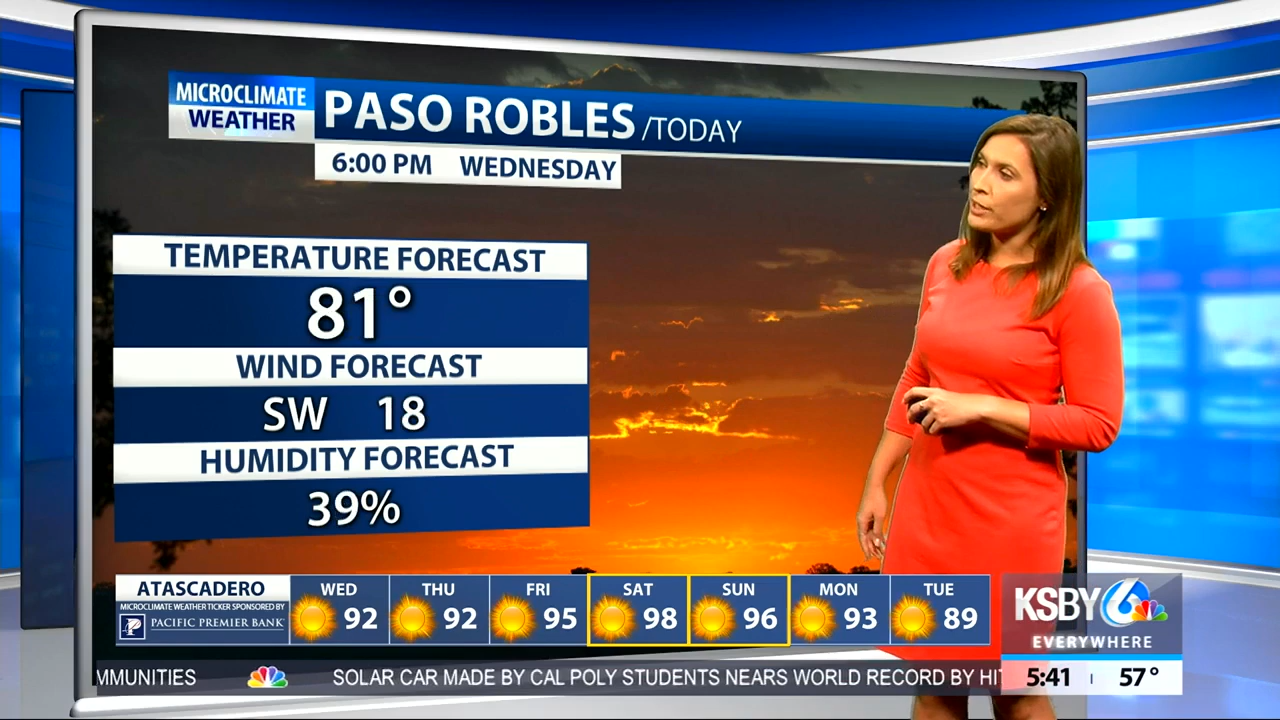 MICROCLIMATE
WEATHER
PASO ROBLES /TODAY
6:00 PM WEDNESDAY
TEMPERATURE FORECAST
81°
WIND FORECAST
SW 18
HUMIDITY FORECAST
39%
ATASCADERO
MICROCLIMATE WEATHER TICKER SPONSORED BY
PACIFIC PREMIER BANK
WED THU FRI SAT SUN MON TUE
92 92 95 98 96 93 89
KSBY 6
EVERYWHERE
MMUNITIES SOLAR CAR MADE BY CAL POLY STUDENTS NEARS WORLD RECORD BY HI
5:41 57°